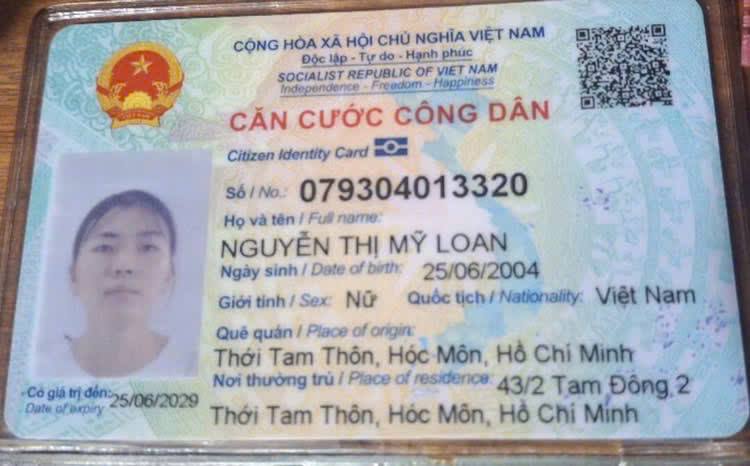 CỘNG HÒA XÃ HỘI CHỦ NGHĨA VIỆT NAM
Độc lập - Tự do - Hạnh phúc
SOCIALIST REPUBLIC OF VIET NAM
Independence - Freedom - Happiness
CĂN CƯỚC CÔNG DÂN
Citizen Identity Card
Số / No.: 079304013320
Họ và tên / Full name:
NGUYỄN THỊ MỸ LOAN
Ngày sinh / Date of birth: 25/06/2004
Giới tính / Sex: Nữ Quốc tịch / Nationality: Việt Nam
Quê quán / Place of origin:
Thới Tam Thôn, Hóc Môn, Hồ Chí Minh
Nơi thường trú / Place of residence: 43/2 Tam Đông 2
Thới Tam Thôn, Hóc Môn, Hồ Chí Minh
Có giá trị đến: 25/06/2029
Date of expiry